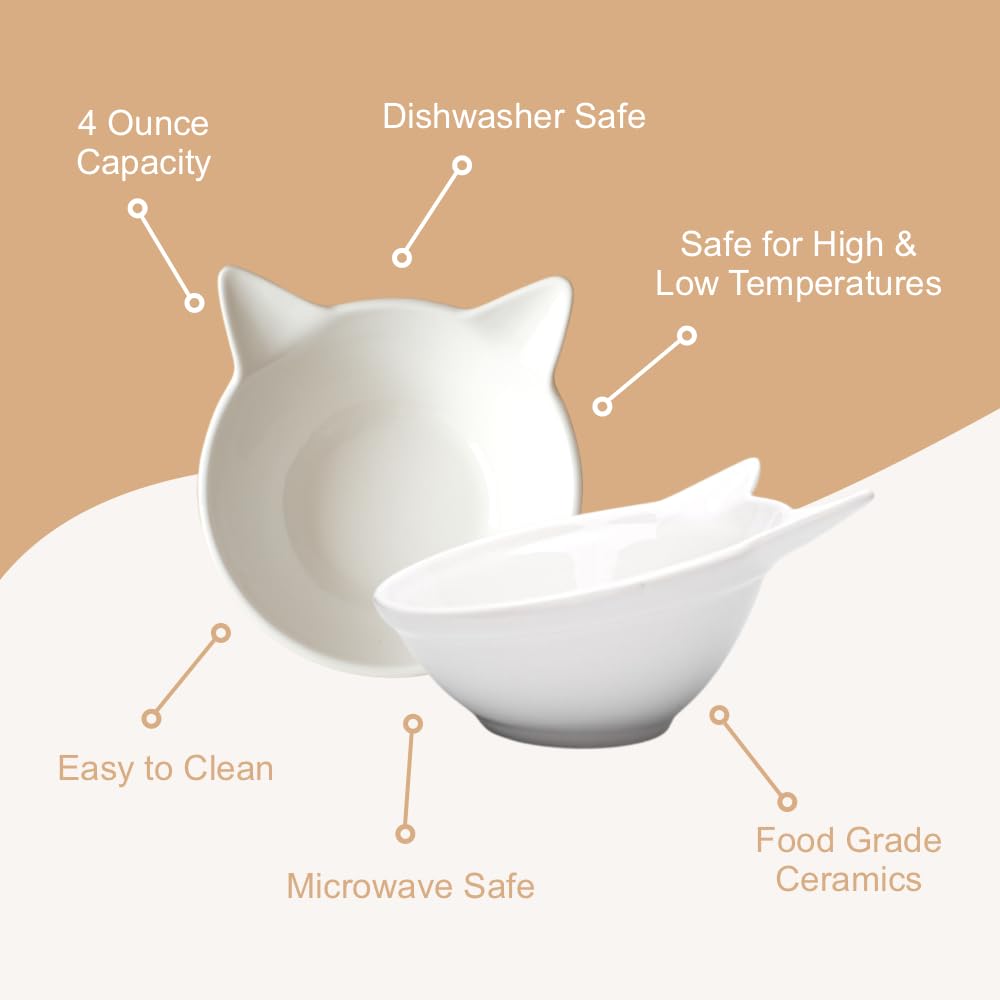 4 Ounce
Capacity
Dishwasher Safe
Safe for High &
Low Temperatures
Easy to Clean
Microwave Safe
Food Grade
Ceramics